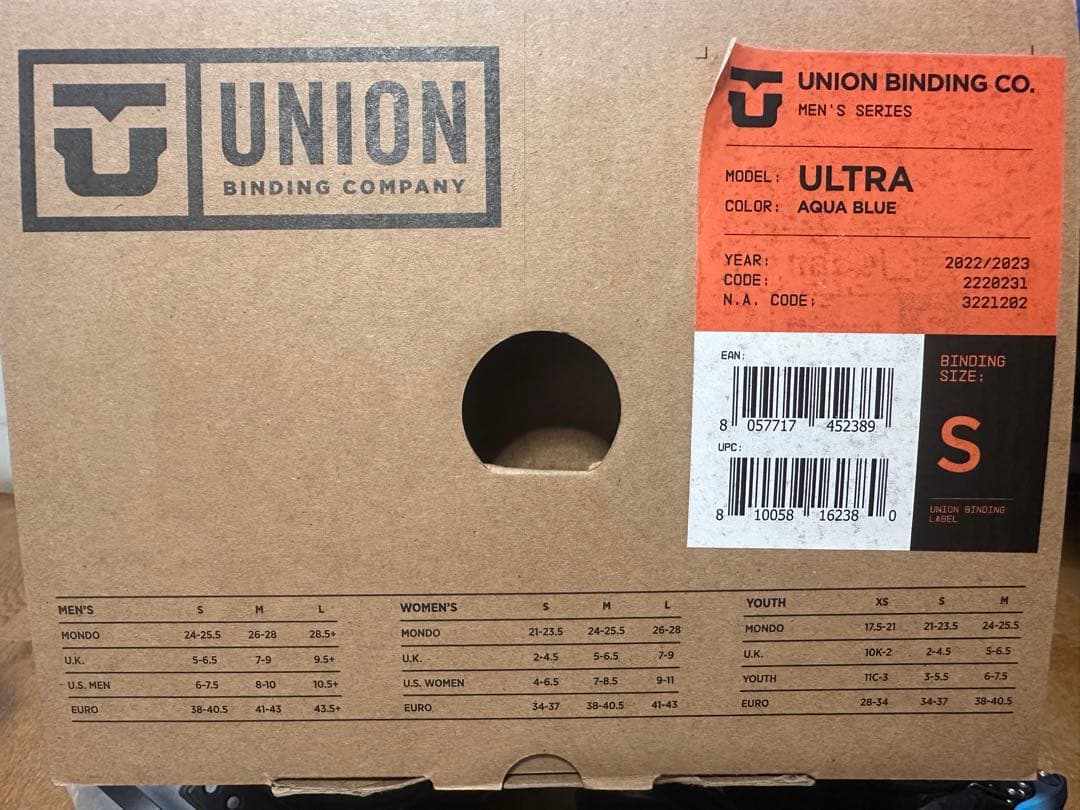 UNION
BINDING COMPANY
UNION BINDING CO.
MEN'S SERIES
MODEL: ULTRA
COLOR: AQUA BLUE
YEAR: 2022/2023
CODE: 2220231
N.A. CODE: 3221202
EAN:
8 057717 452389
UPC:
8 10058 16238 0
BINDING
SIZE:
S
UNION BINDING
LABEL
MEN'S S M L
MONDO 24-25.5 26-28 28.5+
U.K. 5-6.5 7-9 9.5+
U.S. MEN 6-7.5 8-10 10.5+
EURO 38-40.5 41-43 43.5+
WOMEN'S S M L
MONDO 21-23.5 24-25.5 26-28
U.K. 2-4.5 5-6.5 7-9
U.S. WOMEN 4-6.5 7-8.5 9-11
EURO 34-37 38-40.5 41-43
YOUTH XS S M
MONDO 17.5-21 21-23.5 24-25.5
U.K. 10K-2 2-4.5 5-6.5
YOUTH 11C-3 3-5.5 6-7.5
EURO 28-34 34-37 38-40.5